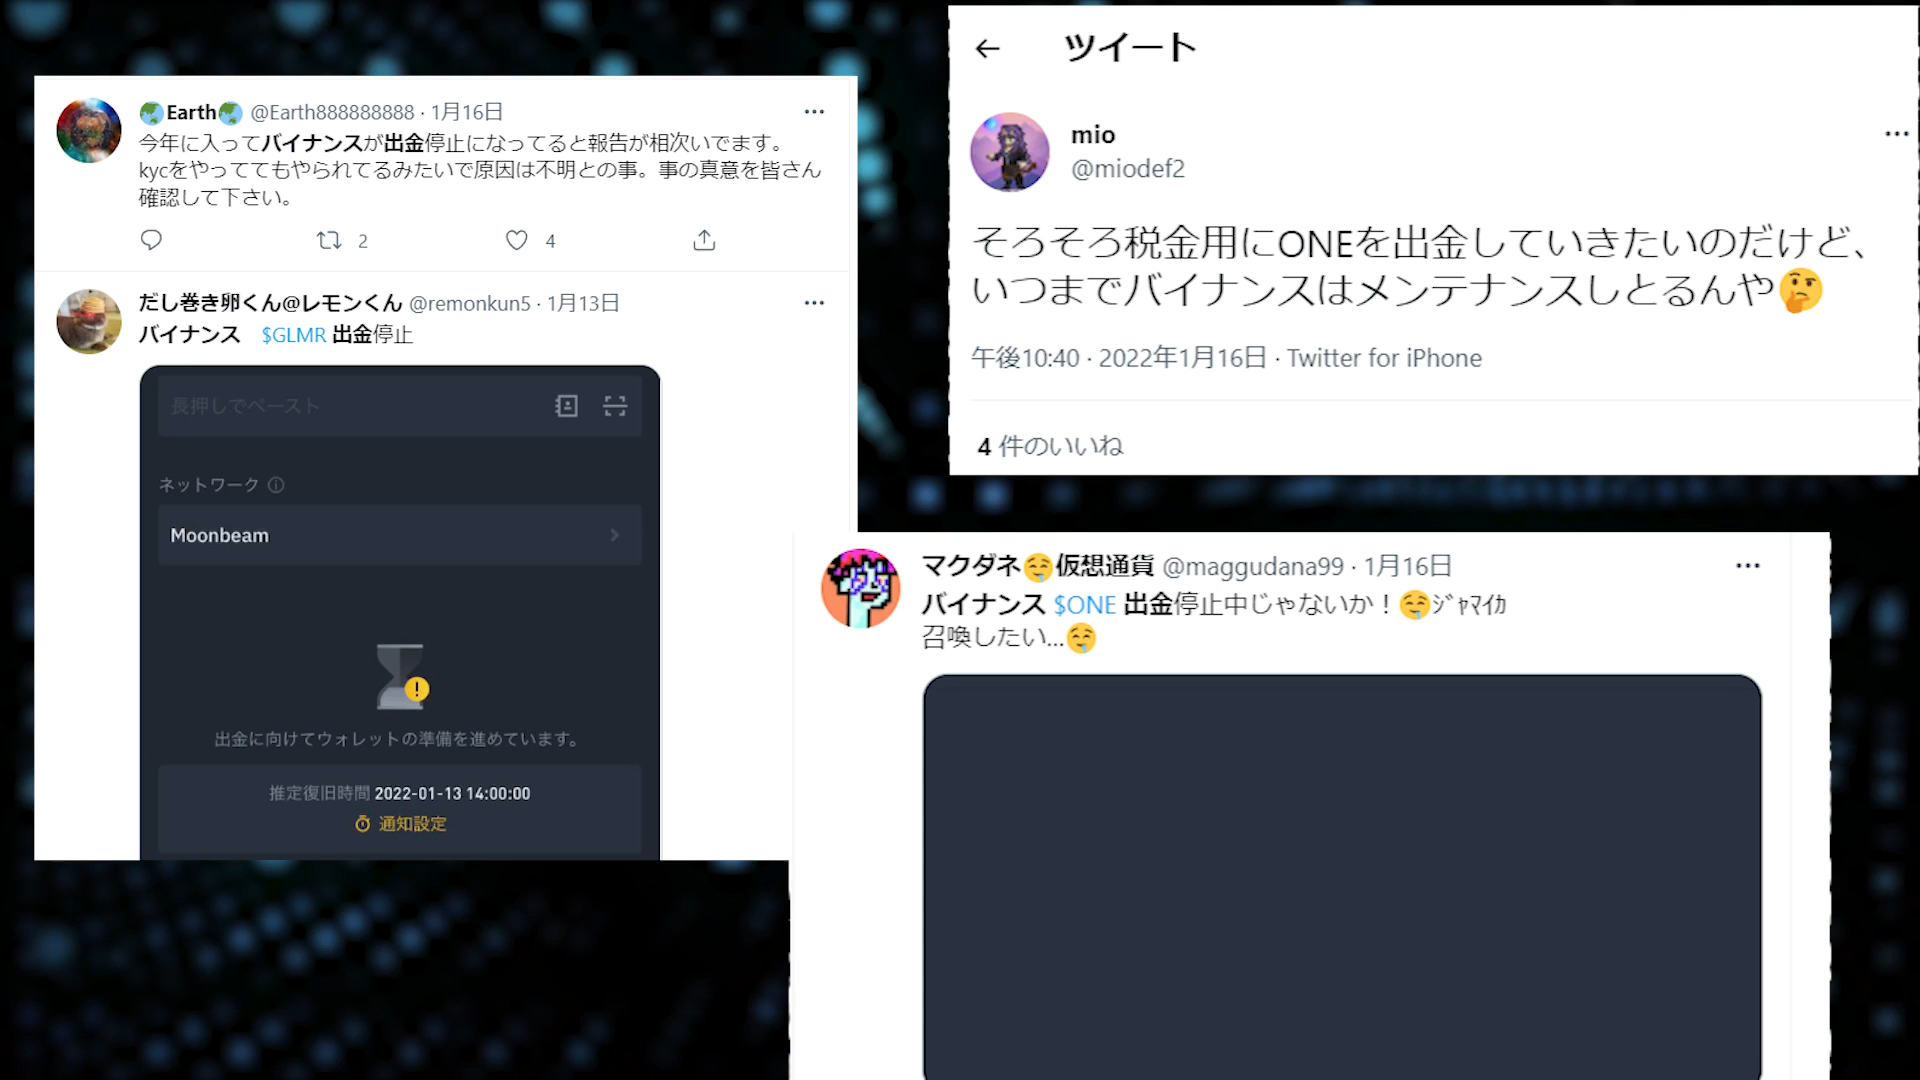 🌏Earth🌏 @Earth888888888 · 1月16日
今年に入ってバイナンスが出金停止になってると報告が相次いでます。
kycをやっててもやられてるみたいで原因は不明との事。事の真意を皆さん
確認して下さい。
2 4
だし巻き卵くん@レモンくん @remonkun5 · 1月13日
バイナンス $GLMR 出金停止
長押しでペースト
ネットワーク
Moonbeam
出金に向けてウォレットの準備を進めています。
推定復旧時間 2022-01-13 14:00:00
通知設定
ツイート
mio
@miodef2
そろそろ税金用にONEを出金していきたいのだけど、
いつまでバイナンスはメンテナンスしとるんや🤔
午後10:40 · 2022年1月16日 · Twitter for iPhone
4 件のいいね
マクダネ🤤仮想通貨 @maggudana99 · 1月16日
バイナンス $ONE 出金停止中じゃないか！🤤ｼﾞｬﾏｲｶ
召喚したい...🤤